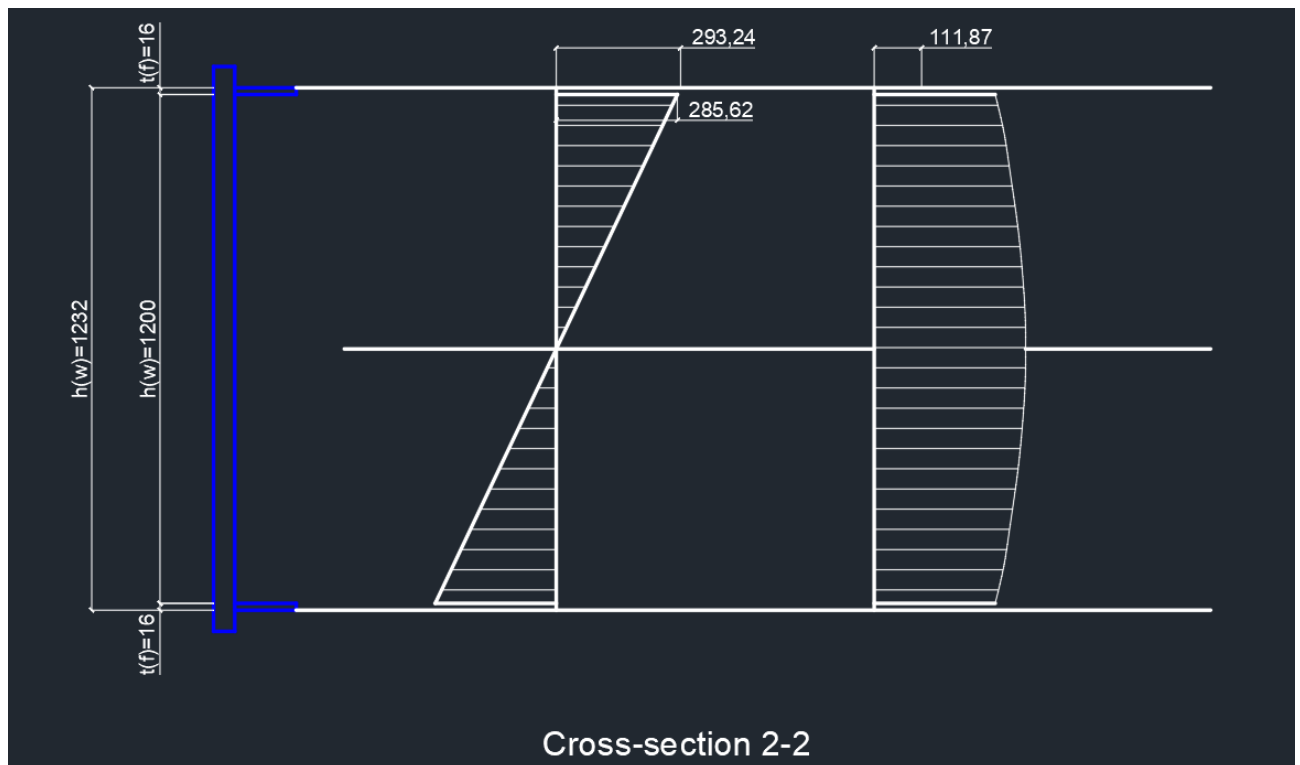 t(f)=16
293,24
111,87
285,62
h(w)=1232
h(w)=1200
t(f)=16
Cross-section 2-2